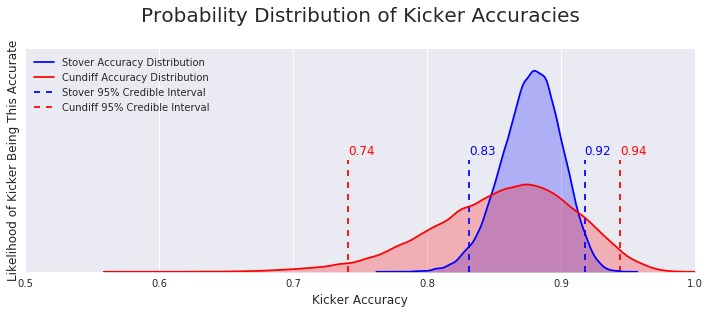 Probability Distribution of Kicker Accuracies
Likelihood of Kicker Being This Accurate
Stover Accuracy Distribution
Cundiff Accuracy Distribution
Stover 95% Credible Interval
Cundiff 95% Credible Interval
0.74
0.83
0.92
0.94
0.5
0.6
0.7
0.8
0.9
1.0
Kicker Accuracy